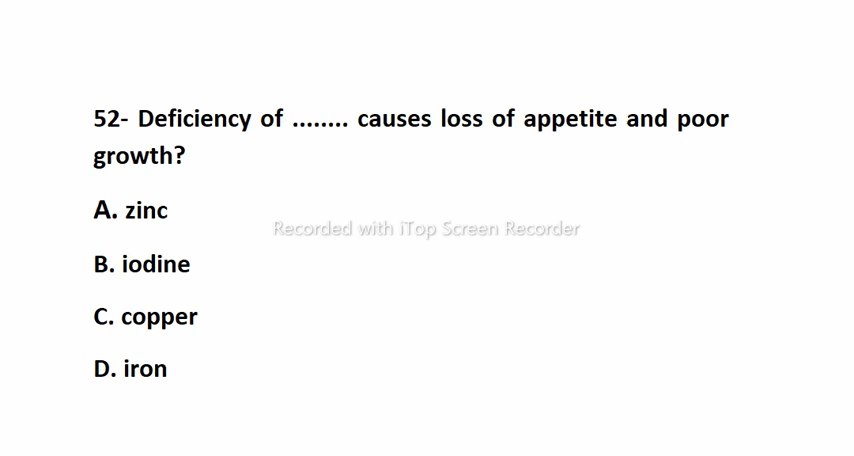 52- Deficiency of ........ causes loss of appetite and poor
growth?
A. zinc
Recorded with iTop Screen Recorder
B. iodine
C. copper
D. iron